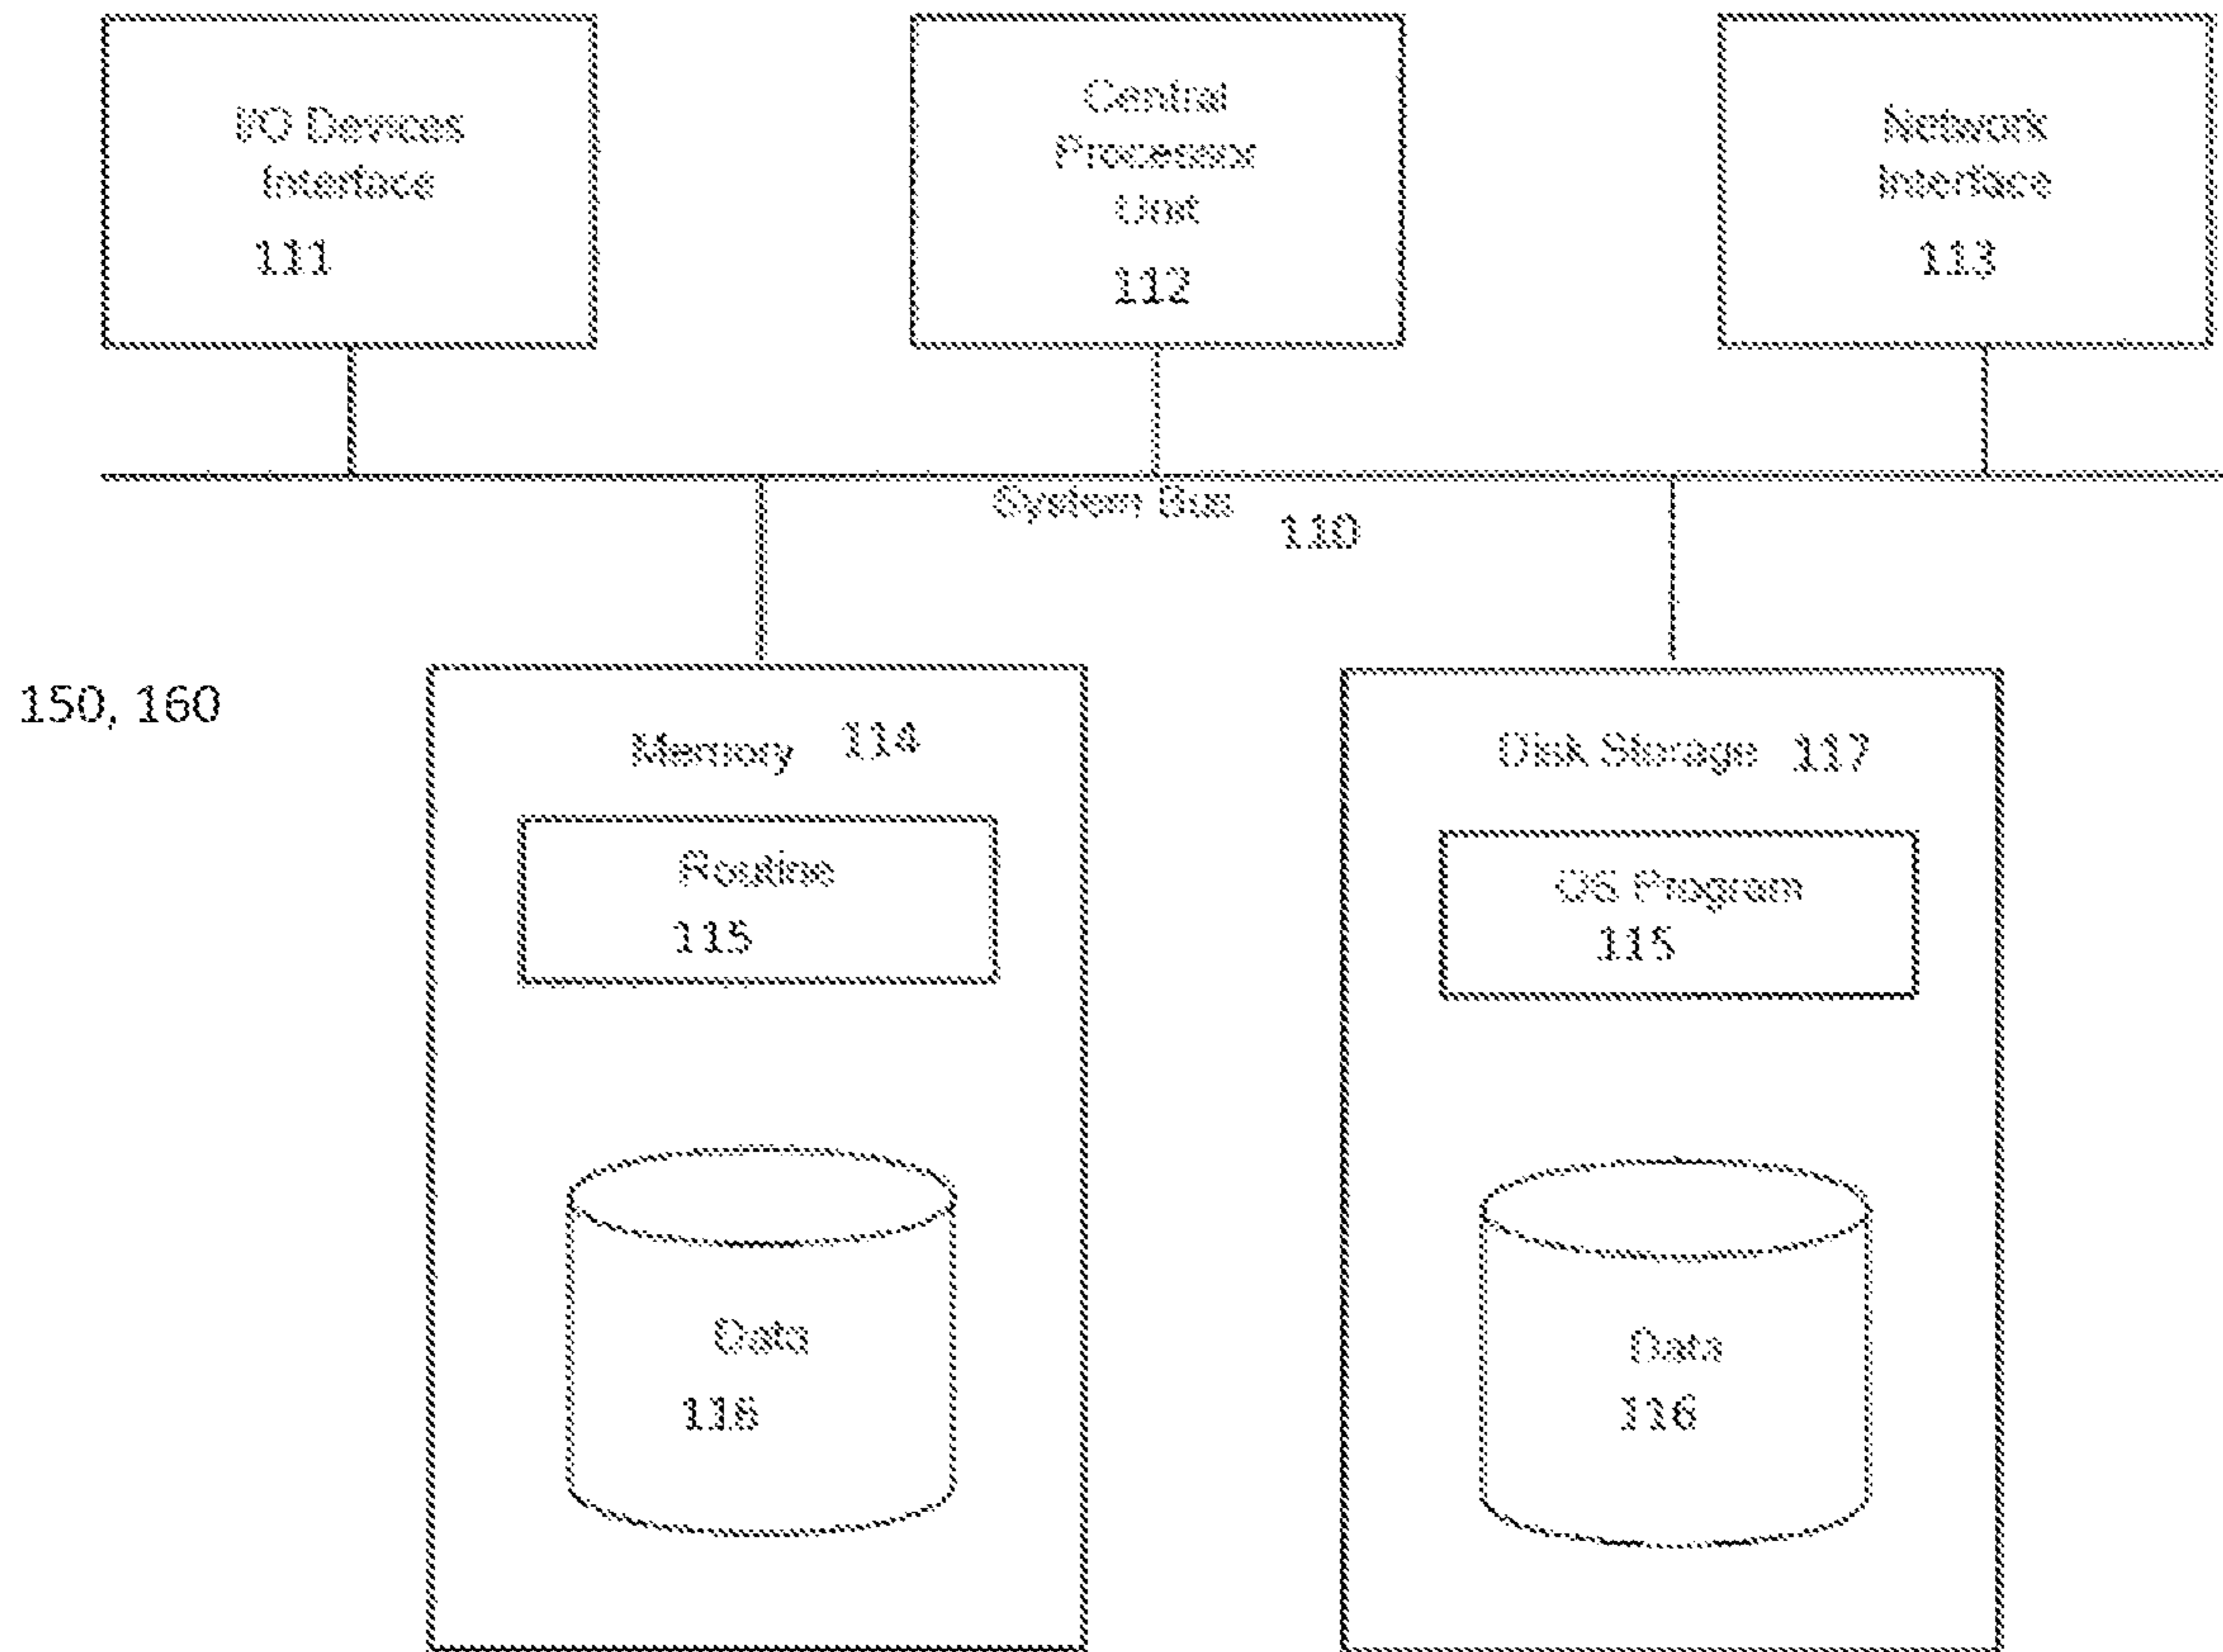 I/O Devices
Interface
111
Central
Processor
Unit
112
Network
Interface
113
System Bus
110
150, 160
Memory 114
Routine
115
Data
116
Disk Storage 117
OS Program
115
Data
116